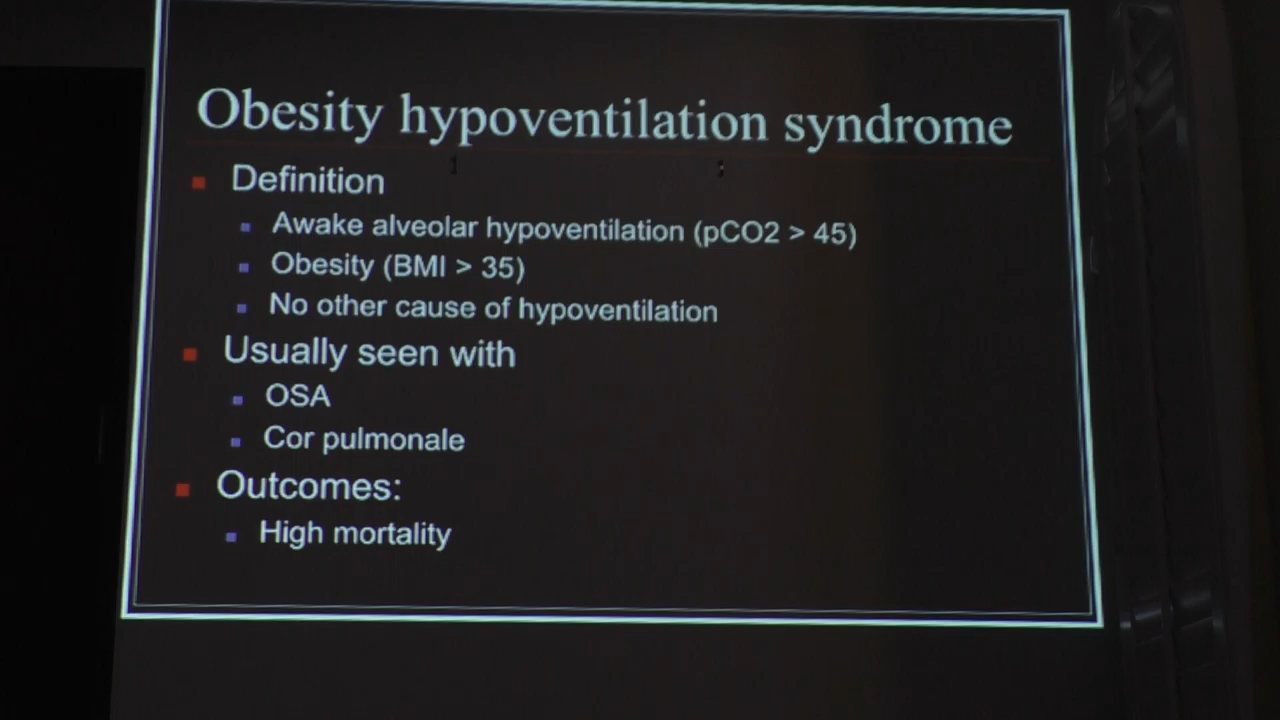 Obesity hypoventilation syndrome
Definition
Awake alveolar hypoventilation (pCO2 > 45)
Obesity (BMI > 35)
No other cause of hypoventilation
Usually seen with
OSA
Cor pulmonale
Outcomes:
High mortality